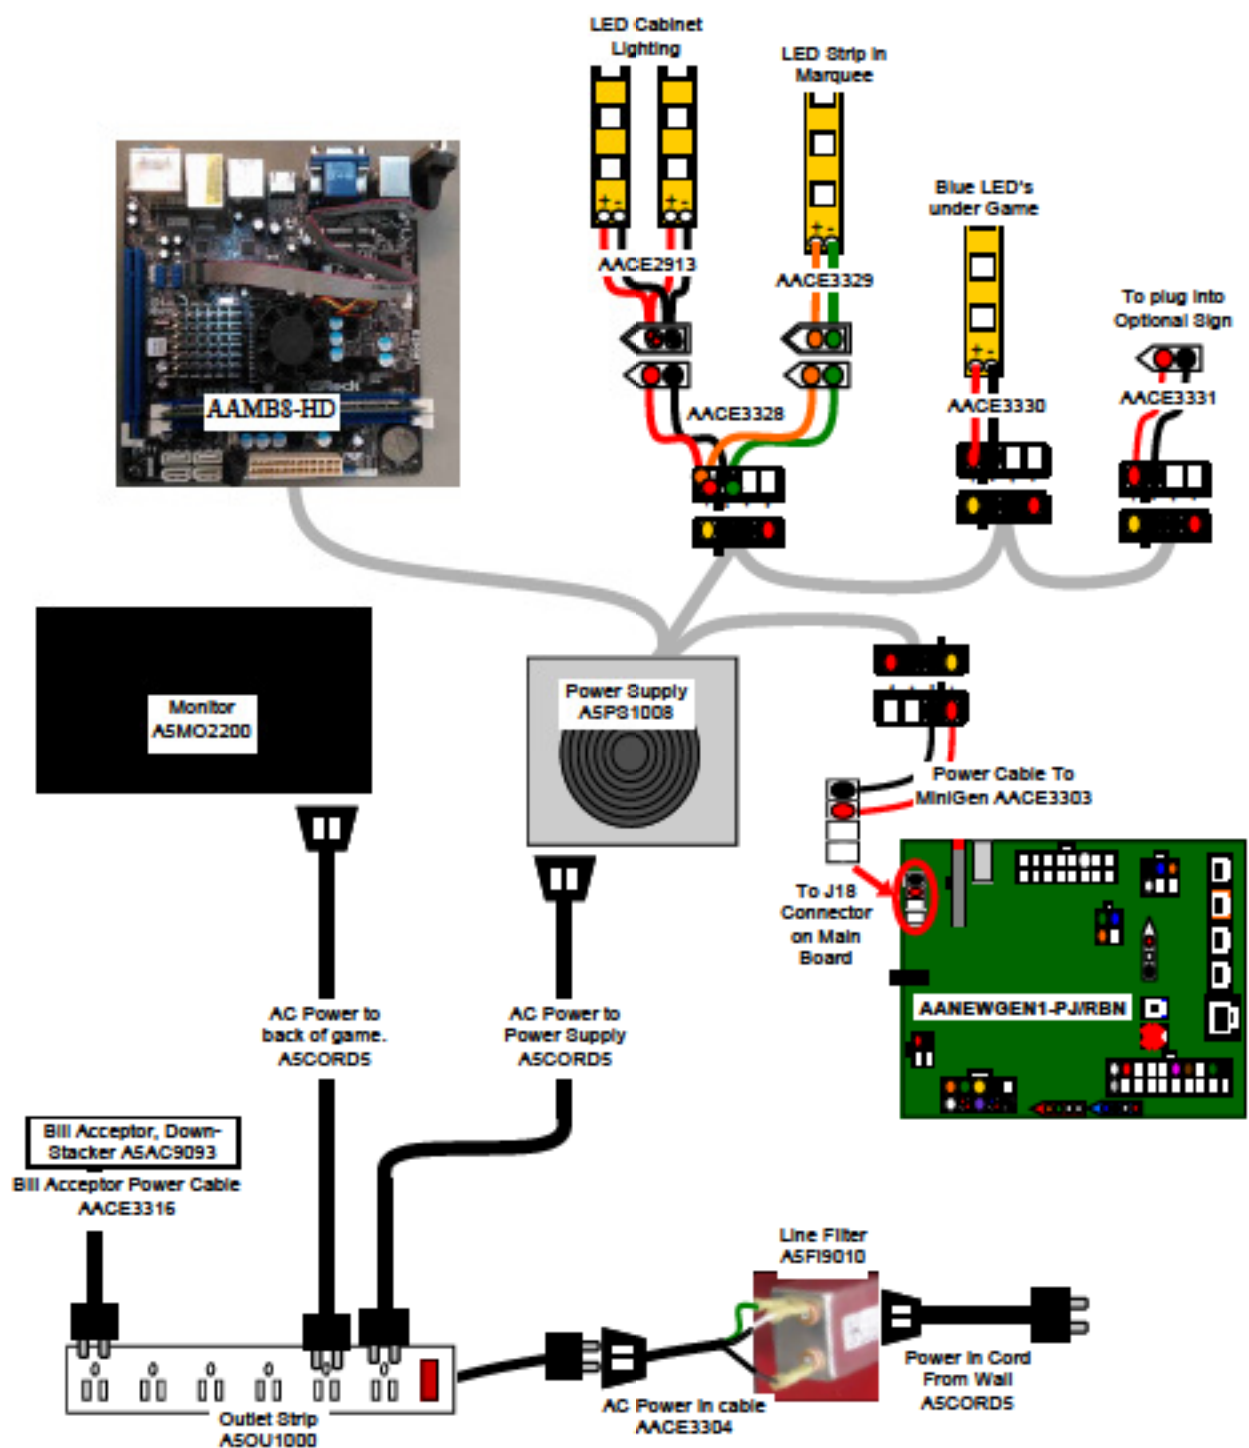 LED Cabinet
Lighting
LED Strip in
Marquee
Blue LED's
under Game
To plug into
Optional Sign
+ -
+ -
+ -
+ -
AACE2913
AACE3329
AACE3330
AACE3331
AACE3328
AAMB8-HD
Monitor
A5MO2200
Power Supply
A5PS1008
Power Cable To
MiniGen AACE3303
To J18
Connector
on Main
Board
AANEWGEN1-PJ/RBN
AC Power to
back of game.
A5CORD5
AC Power to
Power Supply
A5CORD5
Bill Acceptor, Down-
Stacker A5AC9093
Bill Acceptor Power Cable
AACE3316
Line Filter
A5FI9010
Power In Cord
From Wall
A5CORD5
AC Power In cable
AACE3304
Outlet Strip
A5OU1000